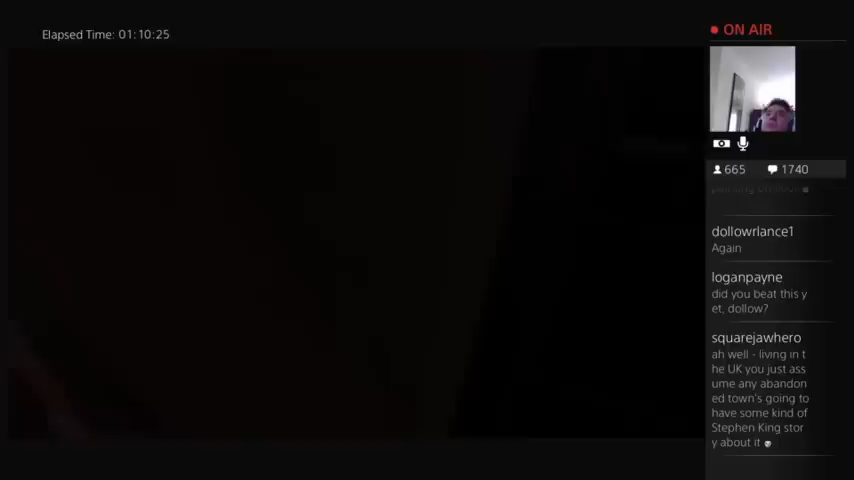 Elapsed Time: 01:10:25
ON AIR
665
1740
dollowrlance1
Again
loganpayne
did you beat this y
et, dollow?
squarejawhero
ah well - living in t
he UK you just ass
ume any abandon
ed town's going to
have some kind of
Stephen King stor
y about it